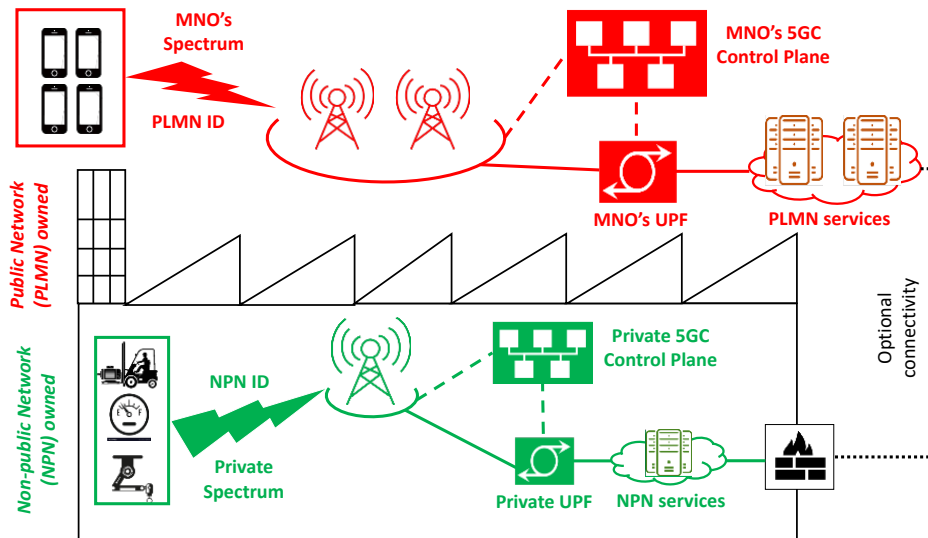 MNO's
Spectrum
PLMN ID
MNO's 5GC
Control Plane
MNO's UPF
PLMN services
Public Network
(PLMN) owned
Optional
connectivity
Non-public Network
(NPN) owned
NPN ID
Private
Spectrum
Private 5GC
Control Plane
Private UPF
NPN services
E
F